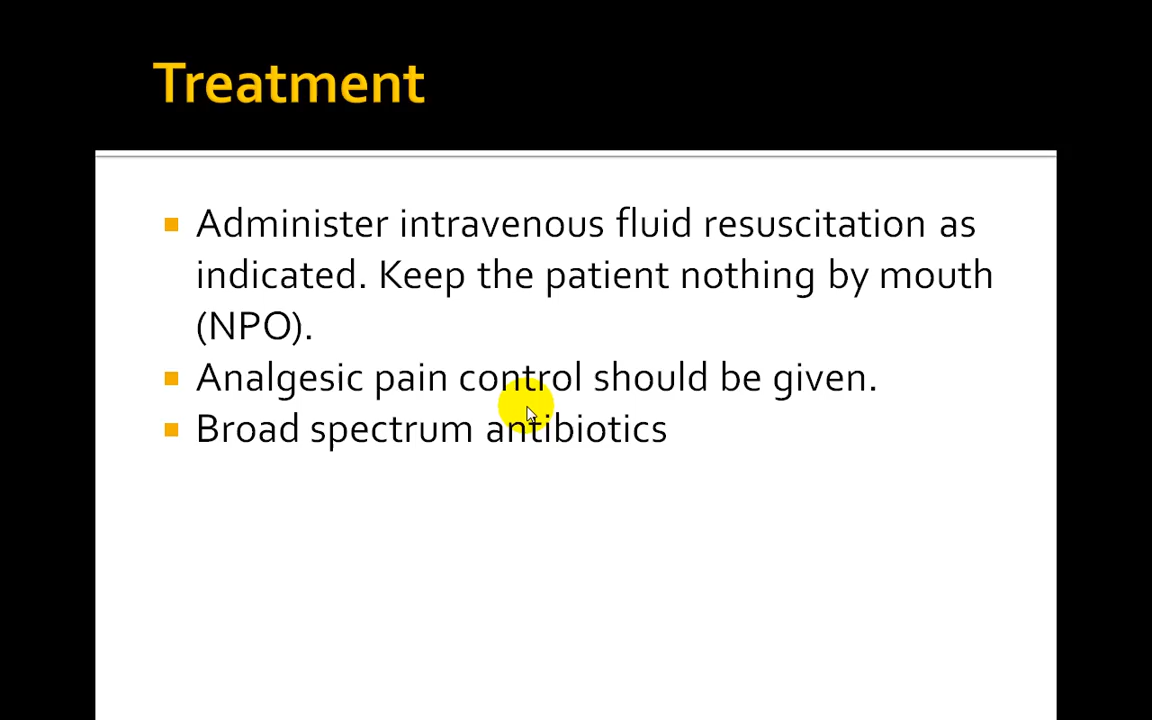 Treatment
Administer intravenous fluid resuscitation as
indicated. Keep the patient nothing by mouth
(NPO).
Analgesic pain control should be given.
Broad spectrum antibiotics